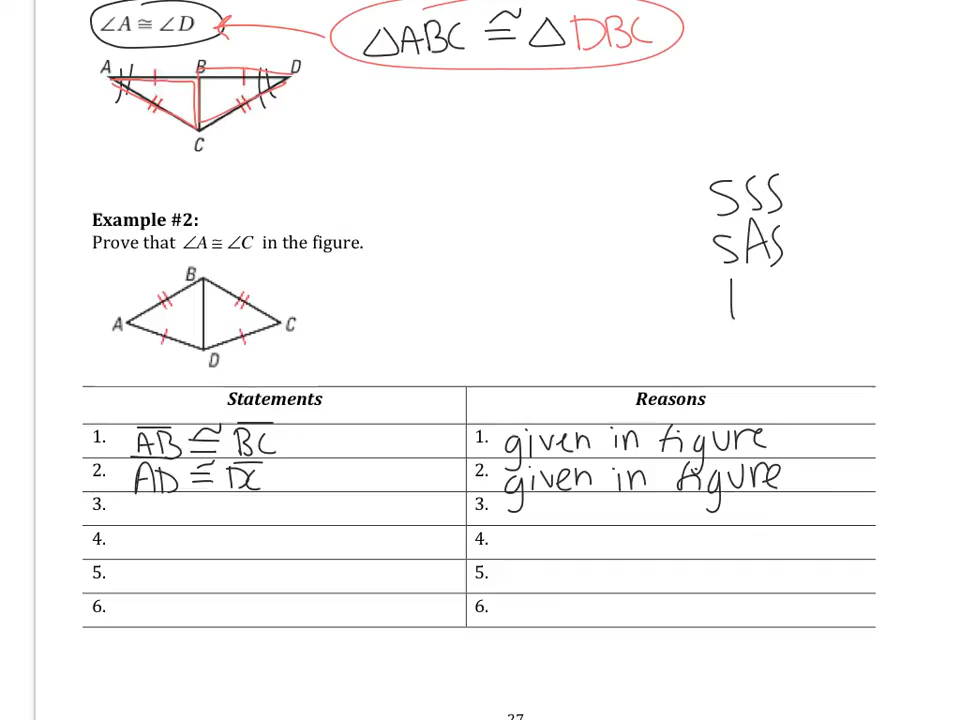 ∠A ≅ ∠D
△ABC ≅ △DBC
A B D
C
SSS
SAS
Example #2:
Prove that ∠A ≅ ∠C in the figure.
B
A C
D
Statements Reasons
1. AB ≅ BC 1. given in figure
2. AD ≅ DC 2. given in figure
3. 3.
4. 4.
5. 5.
6. 6.
27